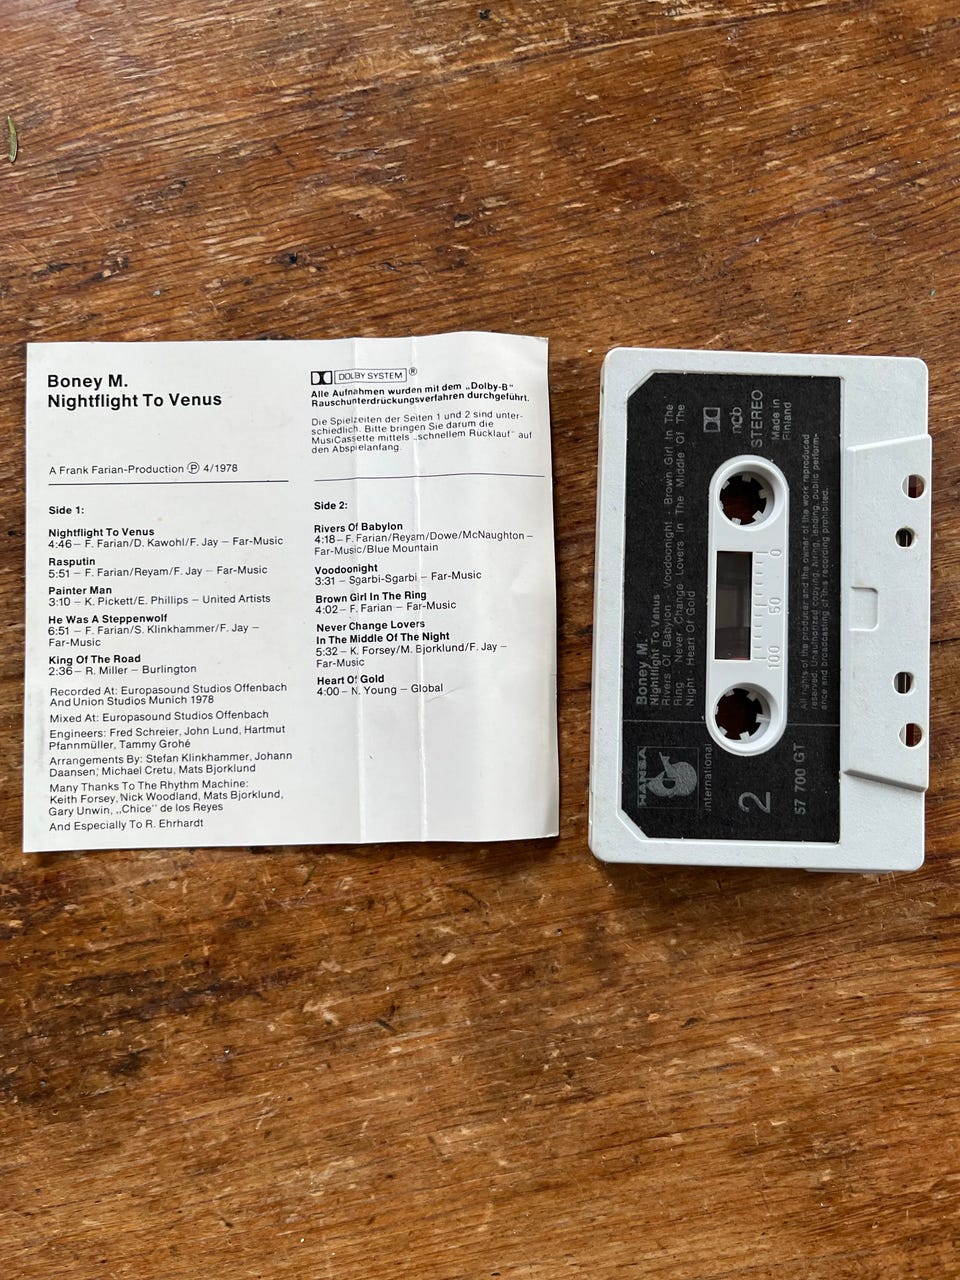 Boney M.
Nightflight To Venus
A Frank Farian-Production Ⓟ 4/1978
Side 1:
Nightflight To Venus
4:46 – F. Farian/D. Kawohl/F. Jay – Far-Music
Rasputin
5:51 – F. Farian/Reyam/F. Jay – Far-Music
Painter Man
3:10 – K. Pickett/E. Phillips – United Artists
He Was A Steppenwolf
6:51 – F. Farian/S. Klinkhammer/F. Jay –
Far-Music
King Of The Road
2:36 – R. Miller – Burlington
Recorded At: Europasound Studios Offenbach
And Union Studios Munich 1978
Mixed At: Europasound Studios Offenbach
Engineers: Fred Schreier, John Lund, Hartmut
Pfannmüller, Tammy Grohé
Arrangements By: Stefan Klinkhammer, Johann
Daansen, Michael Cretu, Mats Bjorklund
Many Thanks To The Rhythm Machine:
Keith Forsey, Nick Woodland, Mats Bjorklund,
Gary Unwin, „Chice” de los Reyes
And Especially To R. Ehrhardt
DOLBY SYSTEM ®
Alle Aufnahmen wurden mit dem „Dolby-B“
Rauschunterdrückungsverfahren durchgeführt.
Die Spielzeiten der Seiten 1 und 2 sind unter-
schiedlich. Bitte bringen Sie darum die
MusiCassette mittels „schnellem Rücklauf“ auf
den Abspielanfang.
Side 2:
Rivers Of Babylon
4:18 – F. Farian/Reyam/Dowe/McNaughton –
Far-Music/Blue Mountain
Voodoonight
3:31 – Sgarbi-Sgarbi – Far-Music
Brown Girl In The Ring
4:02 – F. Farian – Far-Music
Never Change Lovers
In The Middle Of The Night
5:32 – K. Forsey/M. Bjorklund/F. Jay –
Far-Music
Heart Of Gold
4:00 – N. Young – Global
HANSA
International
2
57 700 GT
Boney M.
Nightflight To Venus
Rivers Of Babylon - Voodoonight - Brown Girl In The
Ring - Never Change Lovers In The Middle Of The
Night - Heart Of Gold
ncb
STEREO
Made in
Finland
100 50 0
All rights of the producer and the owner of the work reproduced
reserved. Unauthorized copying, hiring, lending, public perform-
ance and broadcasting of this recording prohibited.